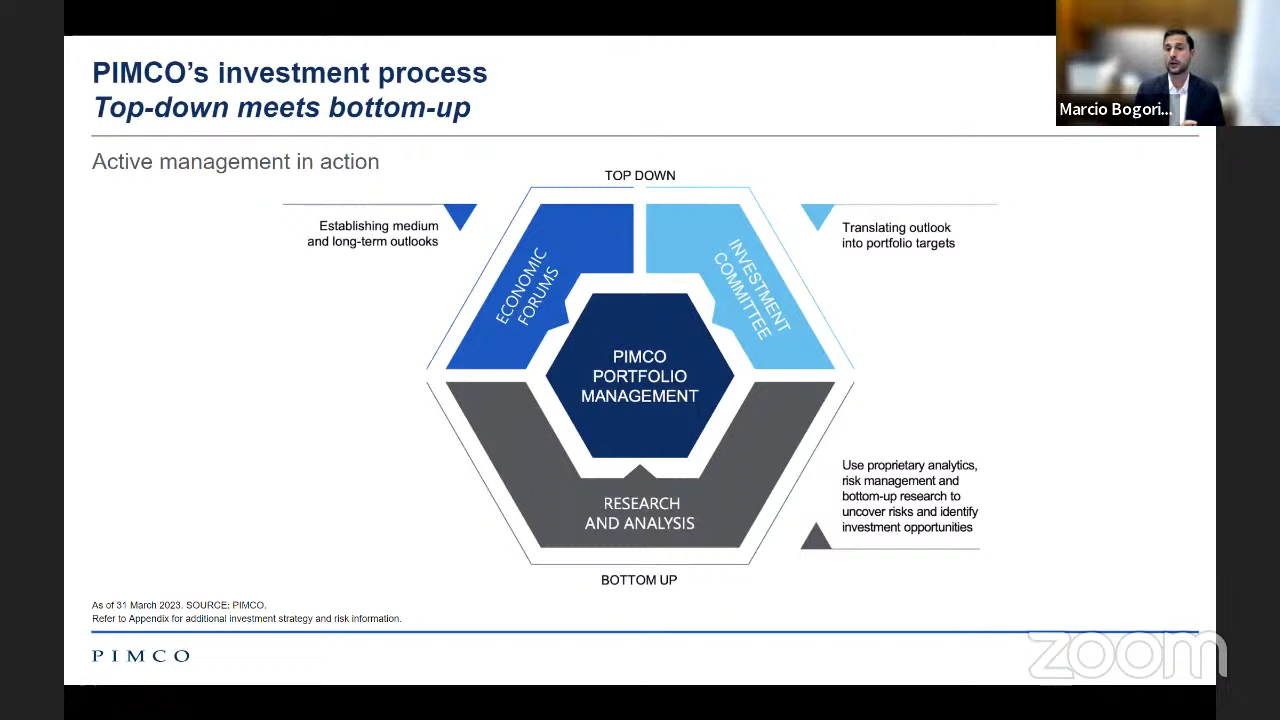 PIMCO’s investment process
Top-down meets bottom-up
Marcio Bogori...
Active management in action
TOP DOWN
Establishing medium
and long-term outlooks
Translating outlook
into portfolio targets
ECONOMIC
FORUMS
INVESTMENT
COMMITTEE
PIMCO
PORTFOLIO
MANAGEMENT
Use proprietary analytics,
risk management and
bottom-up research to
uncover risks and identify
investment opportunities
RESEARCH
AND ANALYSIS
BOTTOM UP
As of 31 March 2023. SOURCE: PIMCO.
Refer to Appendix for additional investment strategy and risk information.
PIMCO
zoom